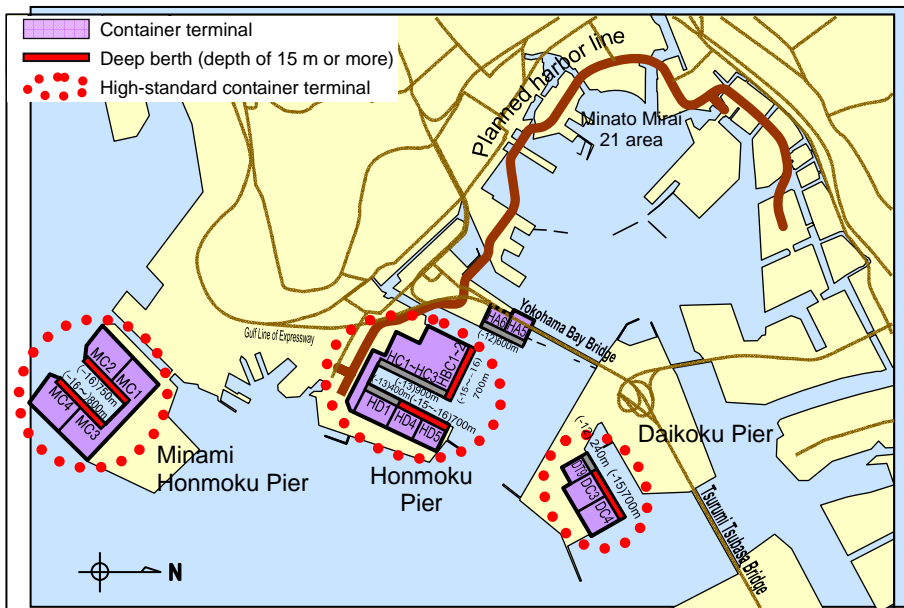 Container terminal
Deep berth (depth of 15 m or more)
High-standard container terminal
Planned harbor line
Minato Mirai
21 area
Yokohama Bay Bridge
HA6
HA5
(-12)600m
Gulf Line of Expressway
MC2
MC1
(-16)750m
(-16~)800m
MC4
MC3
Minami
Honmoku Pier
HC1~HC3
HBC1~2
(-15~-16)
700m
(-13)900m
(-13)400m
(-15~-16)700m
HD1
HD4
HD5
Honmoku
Pier
Daikoku Pier
240m
(-15)700m
DC3
DC4
Tsurumi Tsubasa Bridge
N